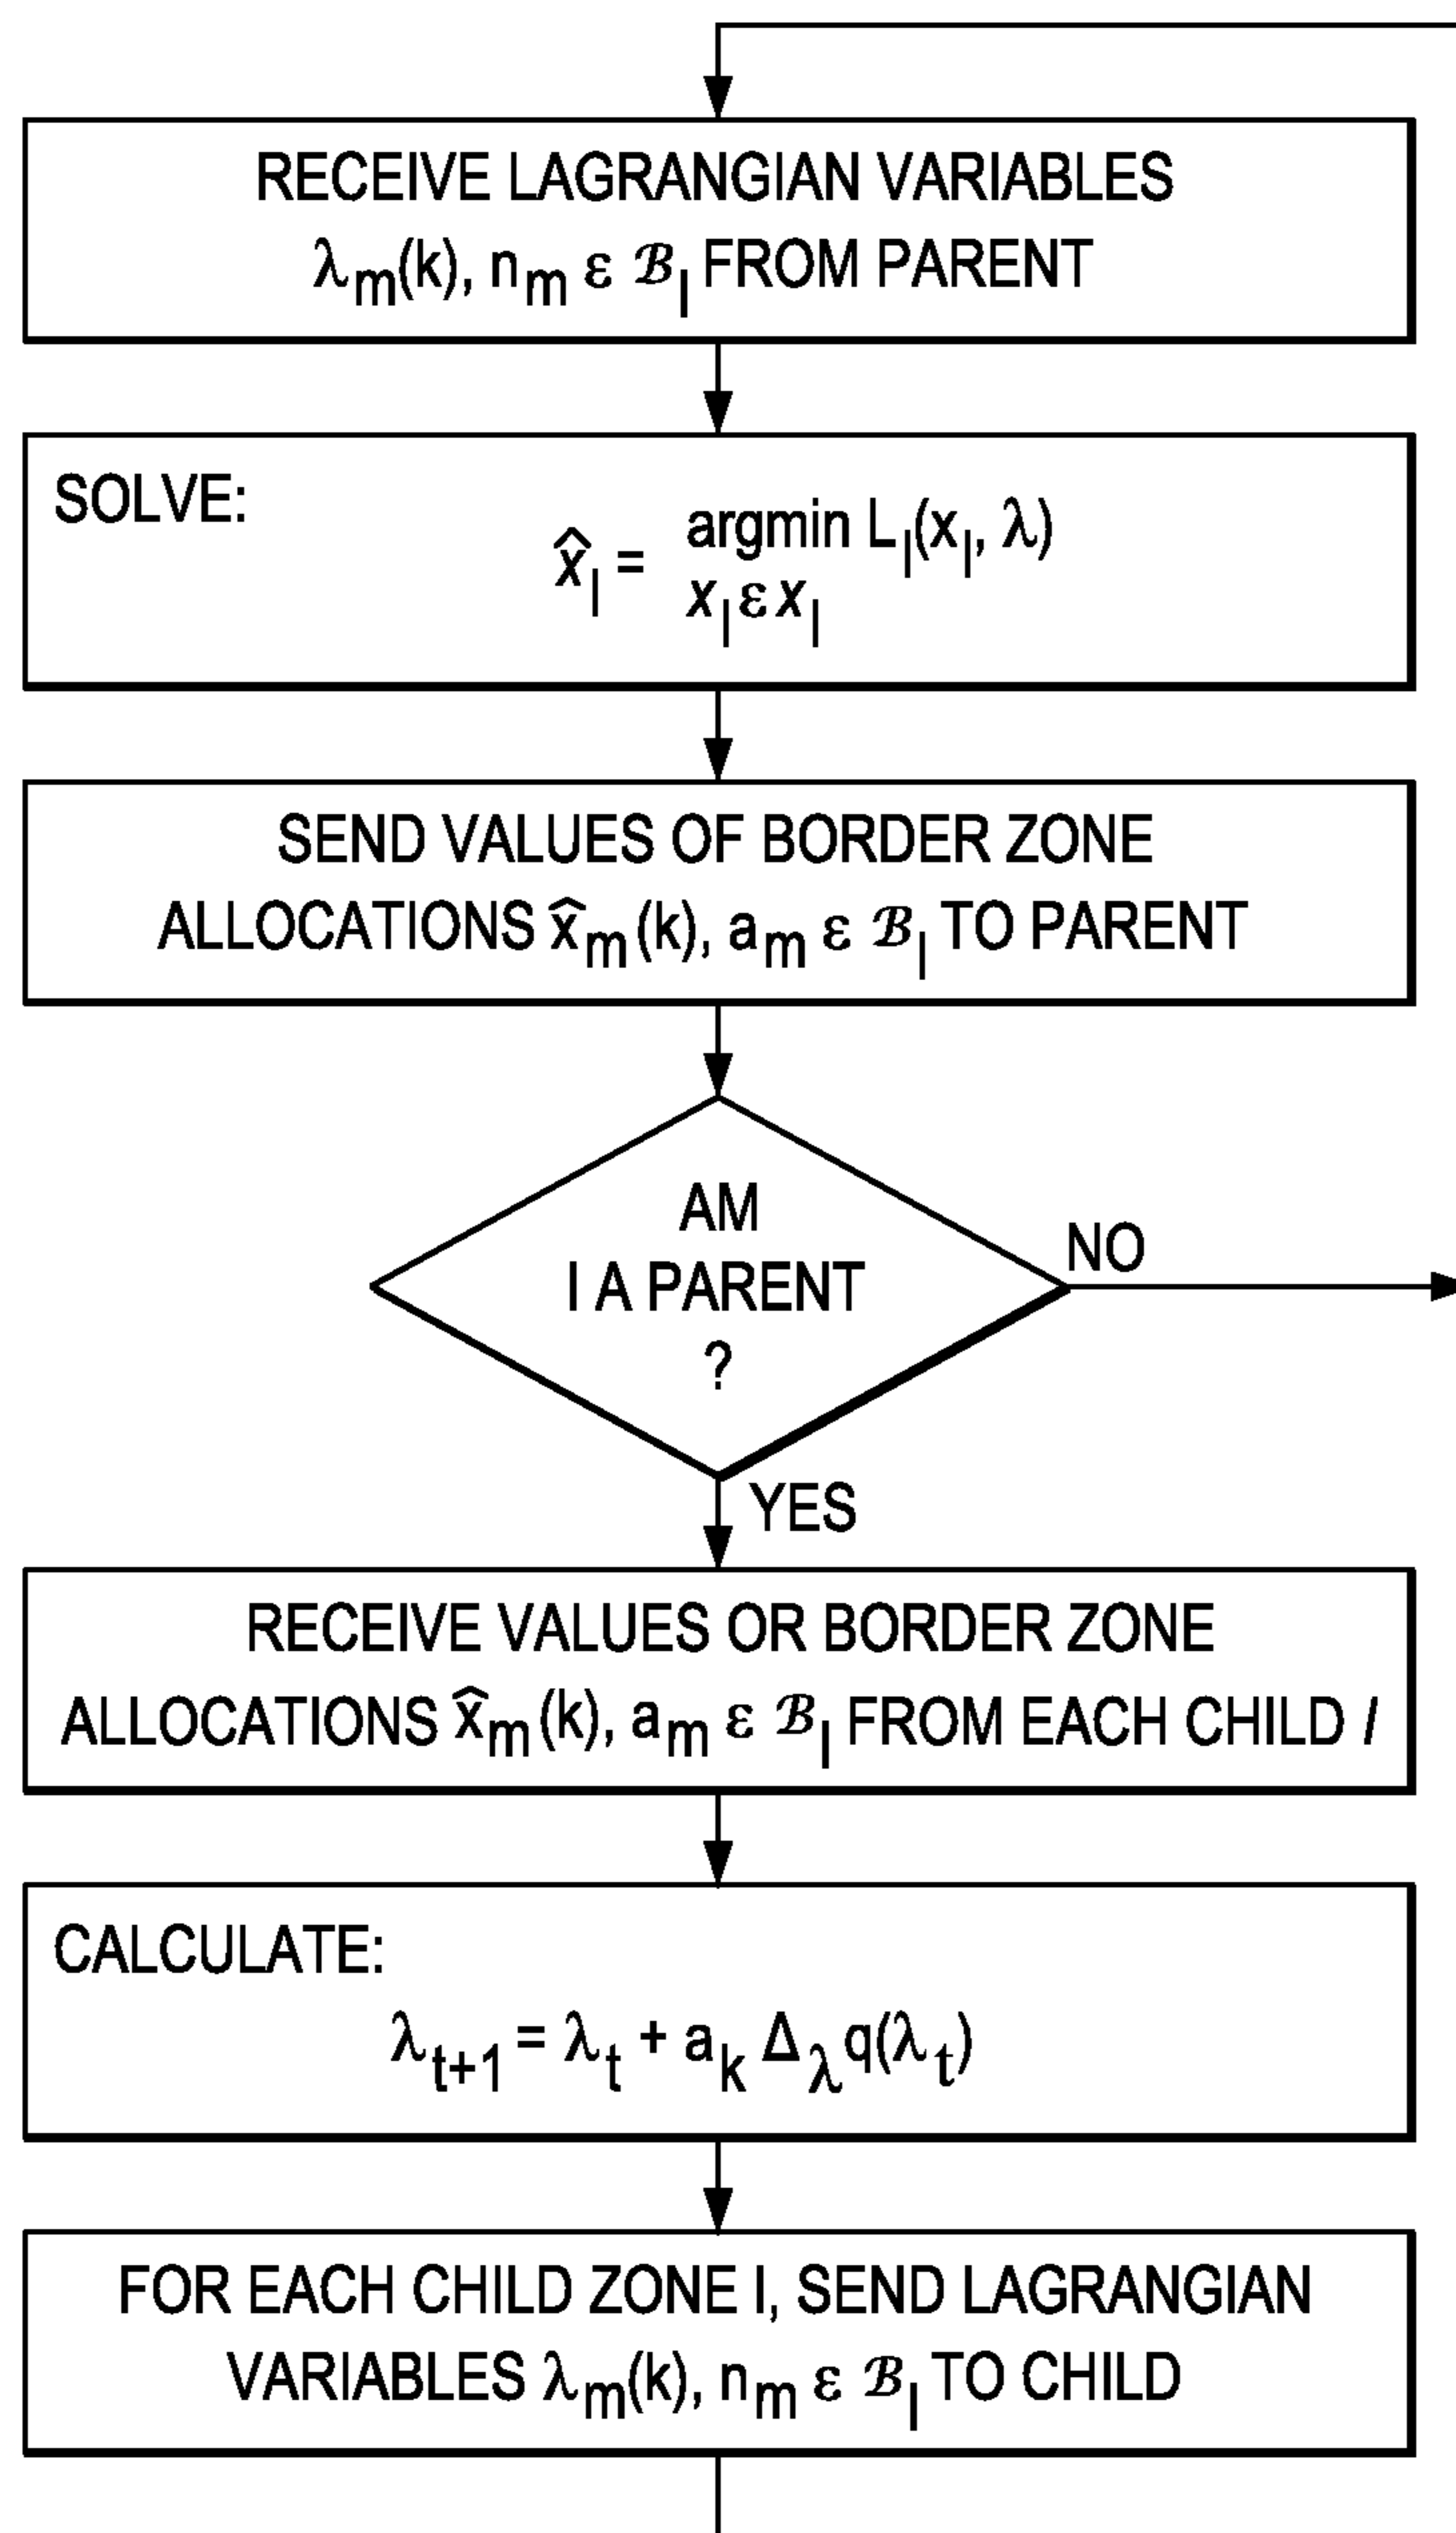 RECEIVE LAGRANGIAN VARIABLES
λm(k), nm ε ℬl FROM PARENT
SOLVE:
x̂l = argmin Ll(xl, λ)
xl ε xl
SEND VALUES OF BORDER ZONE
ALLOCATIONS x̂m(k), am ε ℬl TO PARENT
AM
I A PARENT
?
NO
YES
RECEIVE VALUES OR BORDER ZONE
ALLOCATIONS x̂m(k), am ε ℬl FROM EACH CHILD l
CALCULATE:
λt+1 = λt + ak Δλ q(λt)
FOR EACH CHILD ZONE l, SEND LAGRANGIAN
VARIABLES λm(k), nm ε ℬl TO CHILD